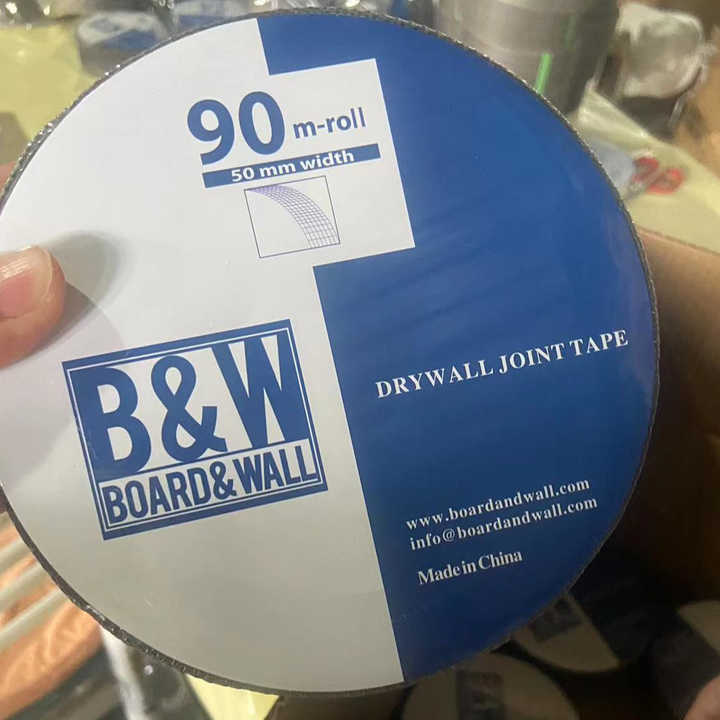 90 m-roll
50 mm width
B&W
BOARD&WALL
DRYWALL JOINT TAPE
www.boardandwall.com
info@boardandwall.com
Made in China